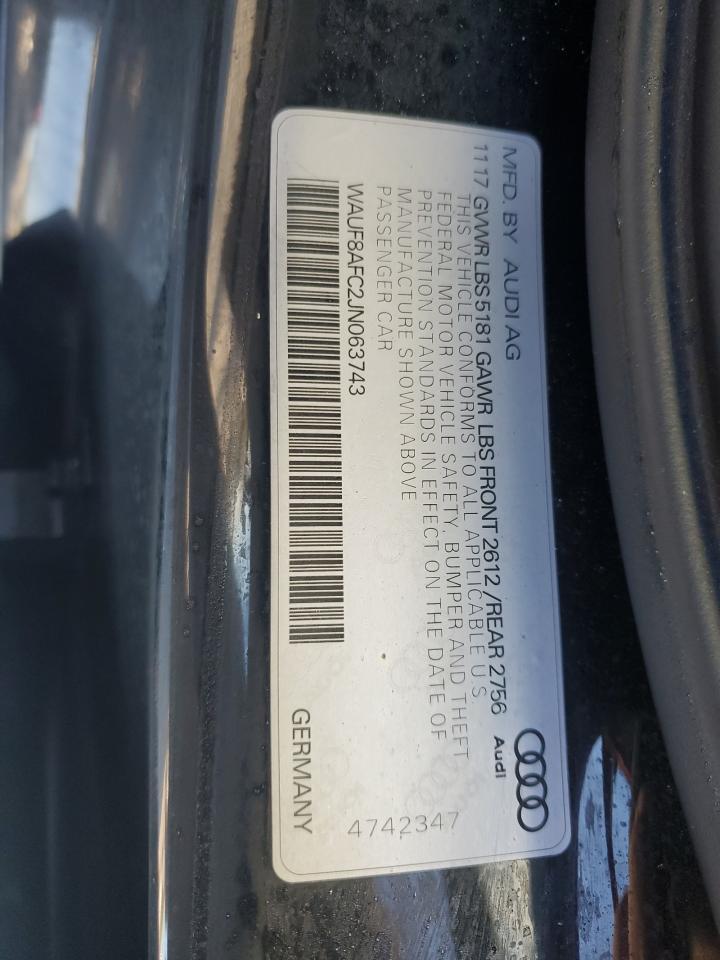 MFD. BY AUDI AG
11 17 GVWR LBS 5181 GAWR LBS FRONT 2612 /REAR 2756
THIS VEHICLE CONFORMS TO ALL APPLICABLE U.S.
FEDERAL MOTOR VEHICLE SAFETY, BUMPER AND THEFT
PREVENTION STANDARDS IN EFFECT ON THE DATE OF
MANUFACTURE SHOWN ABOVE
PASSENGER CAR
WAUF8AFC2JN063743
Audi
4742347
GERMANY